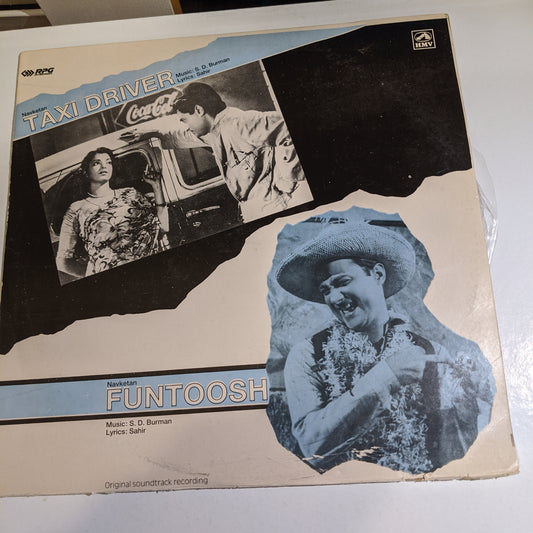 RPG
HMV
Navketan
TAXI DRIVER
Music: S. D. Burman
Lyrics: Sahir
Coca-Cola
Navketan
FUNTOOSH
Music: S. D. Burman
Lyrics: Sahir
Original soundtrack recording